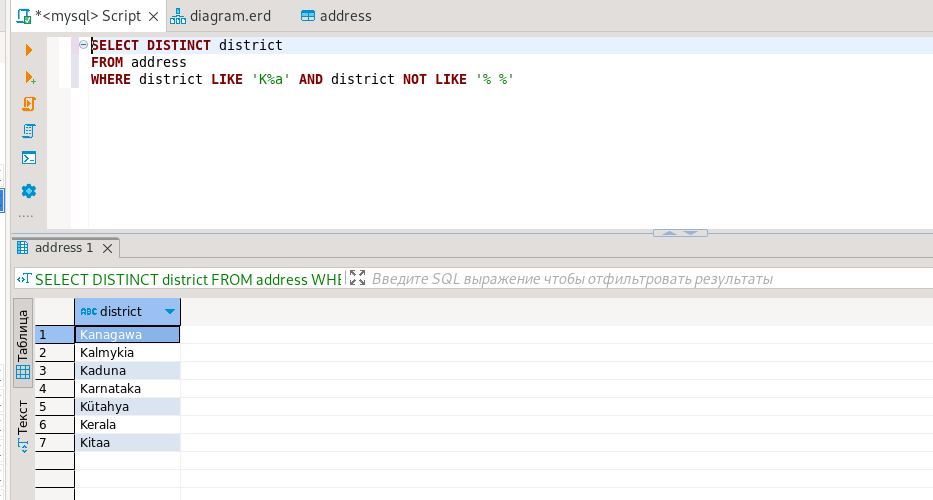 *<mysql> Script
diagram.erd
address
SELECT DISTINCT district
FROM address
WHERE district LIKE 'K%a' AND district NOT LIKE '% %'
address 1
SELECT DISTINCT district FROM address WHE
Введите SQL выражение чтобы отфильтровать результаты
Таблица
Текст
ABC district
1 Kanagawa
2 Kalmykia
3 Kaduna
4 Karnataka
5 Kütahya
6 Kerala
7 Kitaa